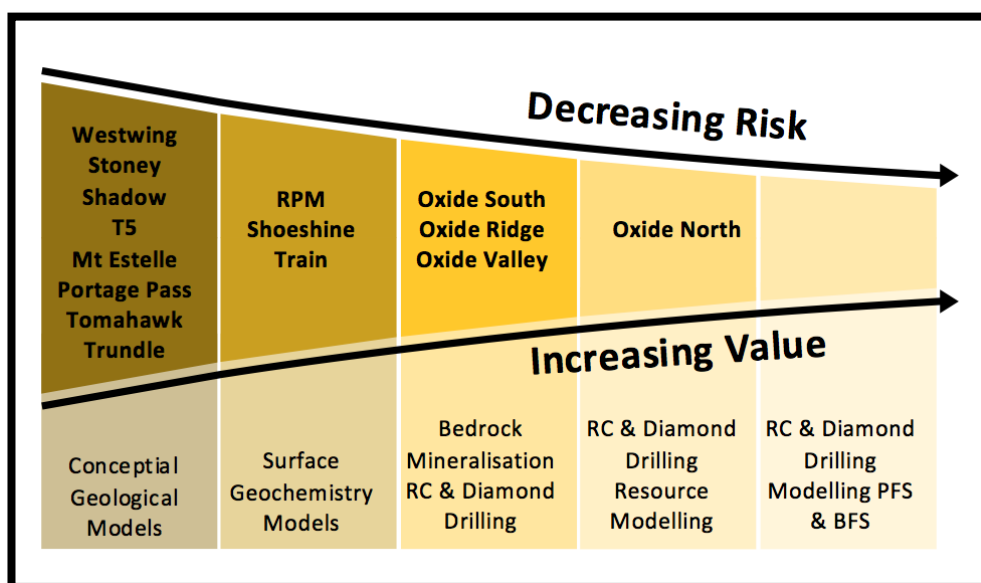 Decreasing Risk
Westwing
Stoney
Shadow
T5
Mt Estelle
Portage Pass
Tomahawk
Trundle
RPM
Shoeshine
Train
Oxide South
Oxide Ridge
Oxide Valley
Oxide North
Increasing Value
Conceptial
Geological
Models
Surface
Geochemistry
Models
Bedrock
Mineralisation
RC & Diamond
Drilling
RC & Diamond
Drilling
Resource
Modelling
RC & Diamond
Drilling
Modelling PFS
& BFS